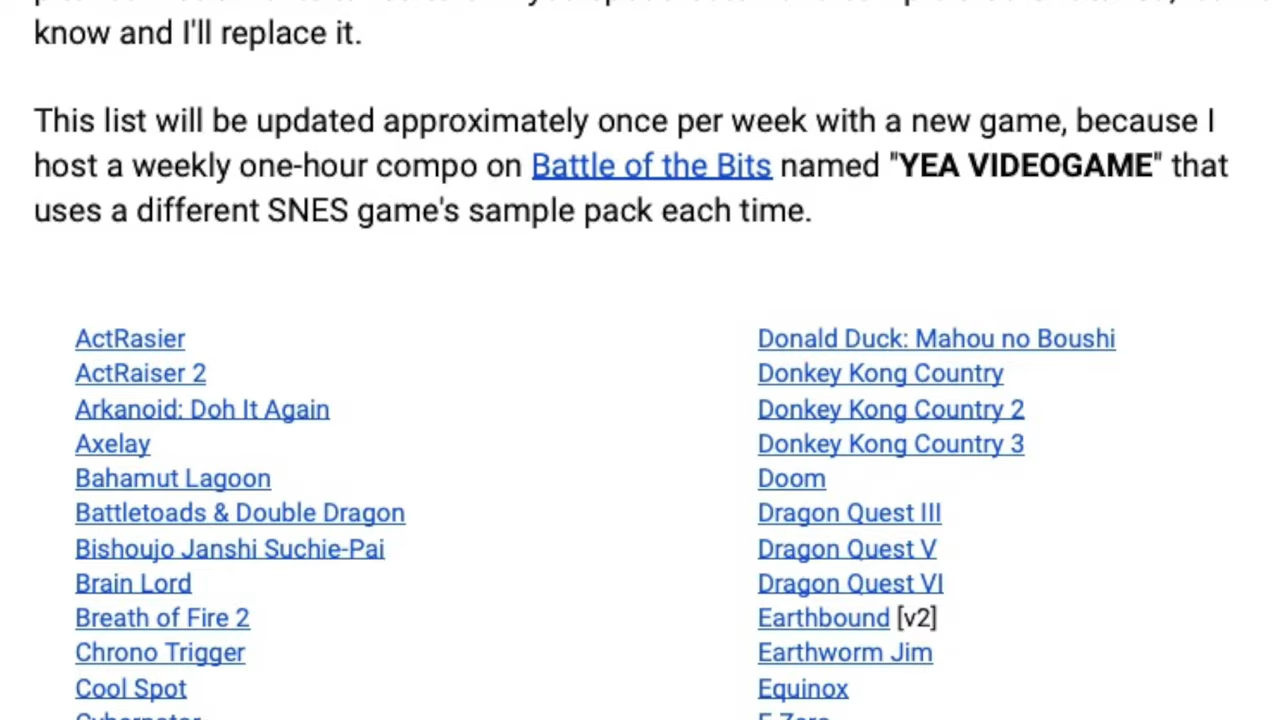 know and I'll replace it.
This list will be updated approximately once per week with a new game, because I
host a weekly one-hour compo on Battle of the Bits named "YEA VIDEOGAME" that
uses a different SNES game's sample pack each time.
ActRasier
ActRaiser 2
Arkanoid: Doh It Again
Axelay
Bahamut Lagoon
Battletoads & Double Dragon
Bishoujo Janshi Suchie-Pai
Brain Lord
Breath of Fire 2
Chrono Trigger
Cool Spot
Donald Duck: Mahou no Boushi
Donkey Kong Country
Donkey Kong Country 2
Donkey Kong Country 3
Doom
Dragon Quest III
Dragon Quest V
Dragon Quest VI
Earthbound [v2]
Earthworm Jim
Equinox